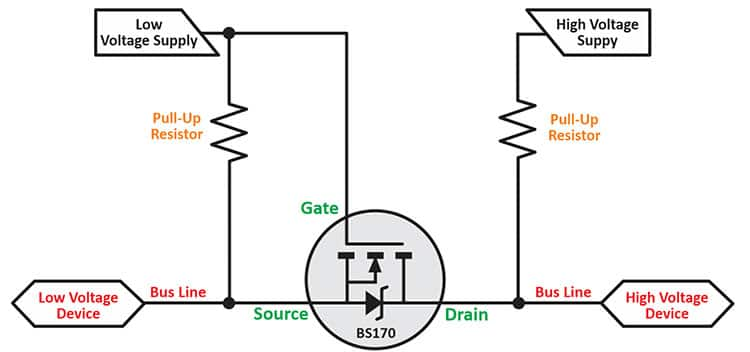 Low
Voltage Supply
High Voltage
Suppy
Pull-Up
Resistor
Pull-Up
Resistor
Gate
Low Voltage
Device
Bus Line
Source
BS170
Drain
Bus Line
High Voltage
Device